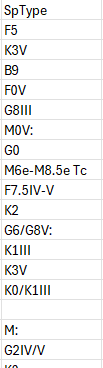 SpType
F5
K3V
B9
F0V
G8III
M0V:
G0
M6e-M8.5e Tc
F7.5IV-V
K2
G6/G8V:
K1III
K3V
K0/K1III
M:
G2IV/V